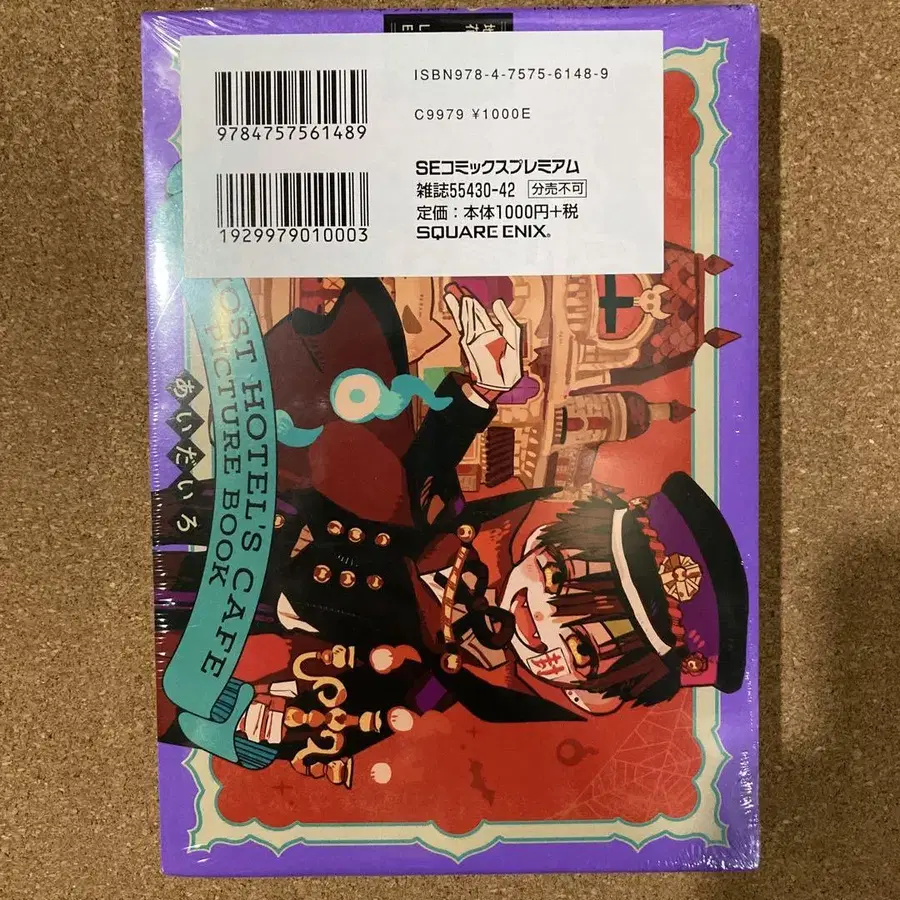 ISBN978-4-7575-6148-9
C9979 ¥1000E
9784757561489
SEコミックスプレミアム
雑誌55430-42 分売不可
定価:本体1000円+税
SQUARE ENIX®
1929979010003
OST HOTEL'S CAFE
PICTURE BOOK
あいだいろ
封